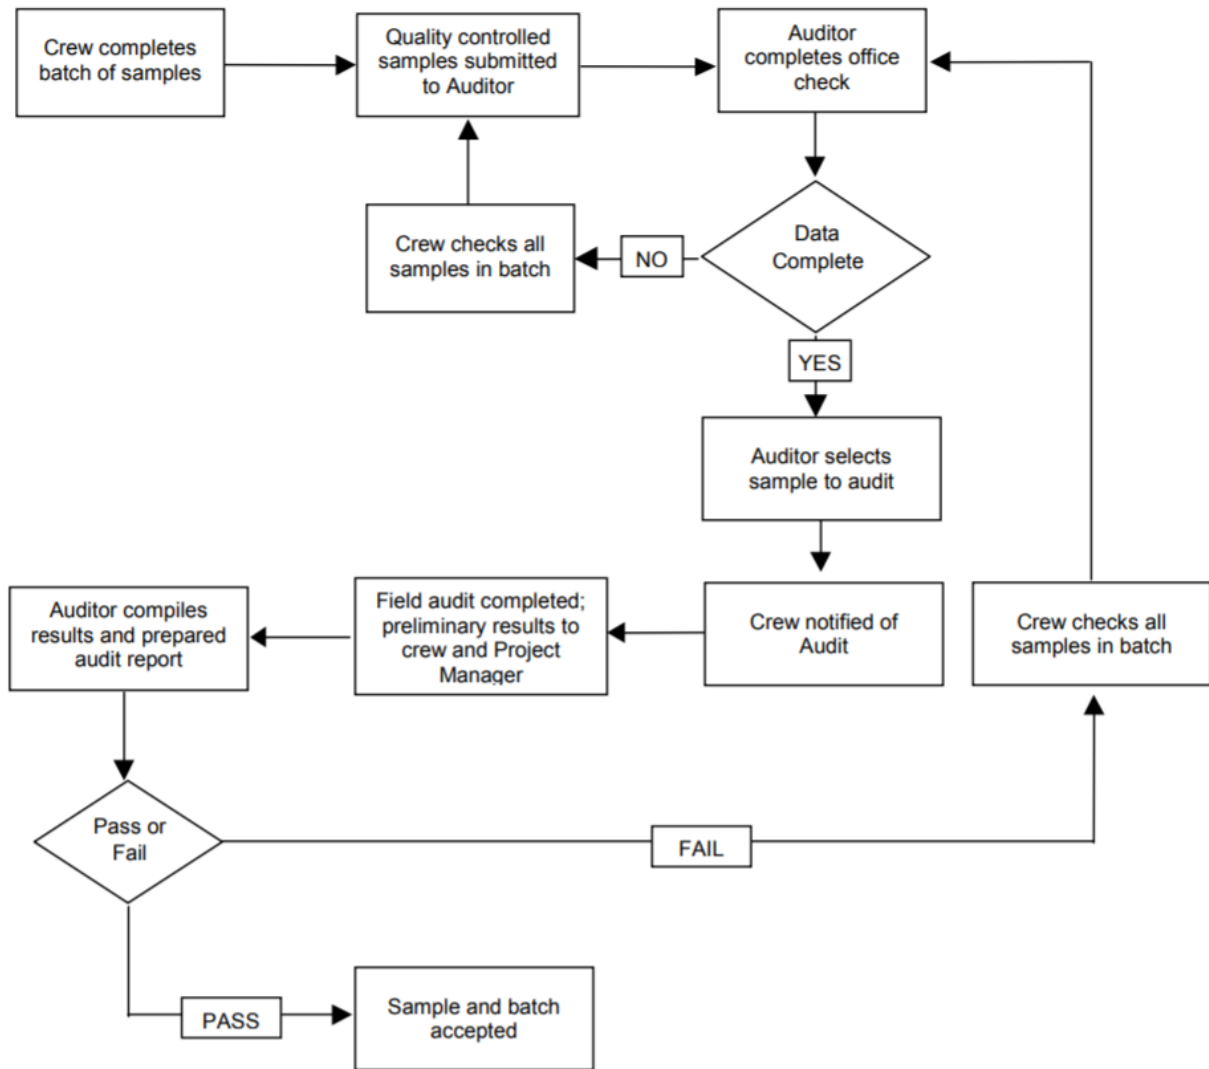 Crew completes
batch of samples
Quality controlled
samples submitted
to Auditor
Auditor
completes office
check
Crew checks all
samples in batch
NO
Data
Complete
YES
Auditor selects
sample to audit
Auditor compiles
results and prepared
audit report
Field audit completed;
preliminary results to
crew and Project
Manager
Crew notified of
Audit
Crew checks all
samples in batch
Pass or
Fail
FAIL
PASS
Sample and batch
accepted